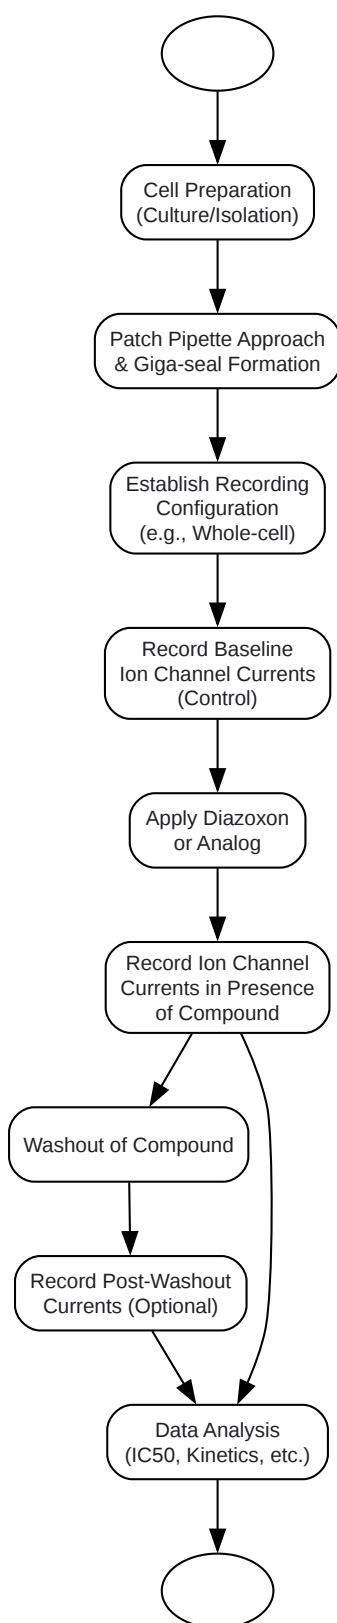 Cell Preparation
(Culture/Isolation)
Patch Pipette Approach
& Giga-seal Formation
Establish Recording
Configuration
(e.g., Whole-cell)
Record Baseline
Ion Channel Currents
(Control)
Apply Diazoxon
or Analog
Record Ion Channel
Currents in Presence
of Compound
Washout of Compound
Record Post-Washout
Currents (Optional)
Data Analysis
(IC50, Kinetics, etc.)